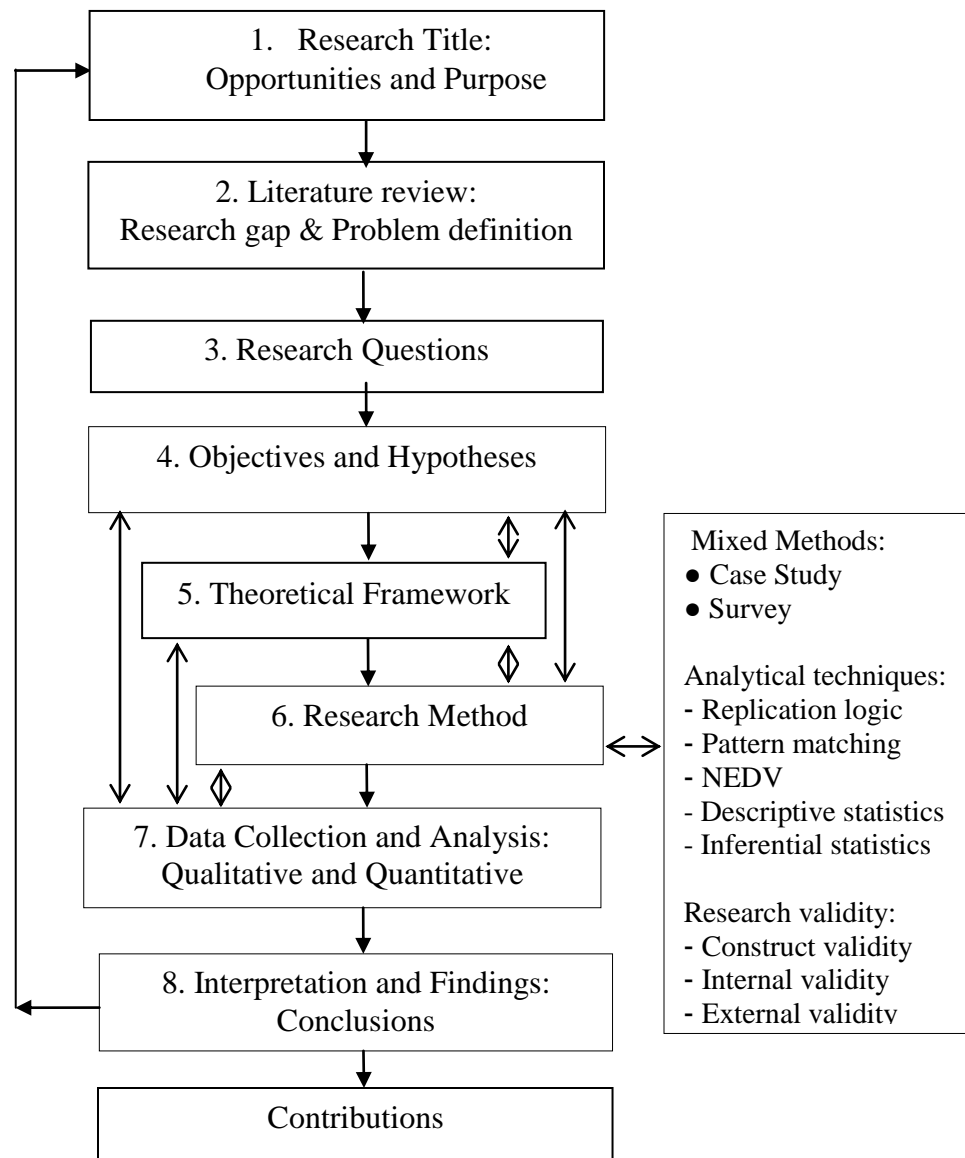 1. Research Title:
Opportunities and Purpose
2. Literature review:
Research gap & Problem definition
3. Research Questions
4. Objectives and Hypotheses
5. Theoretical Framework
6. Research Method
7. Data Collection and Analysis:
Qualitative and Quantitative
8. Interpretation and Findings:
Conclusions
Contributions
Mixed Methods:
● Case Study
● Survey
Analytical techniques:
- Replication logic
- Pattern matching
- NEDV
- Descriptive statistics
- Inferential statistics
Research validity:
- Construct validity
- Internal validity
- External validity